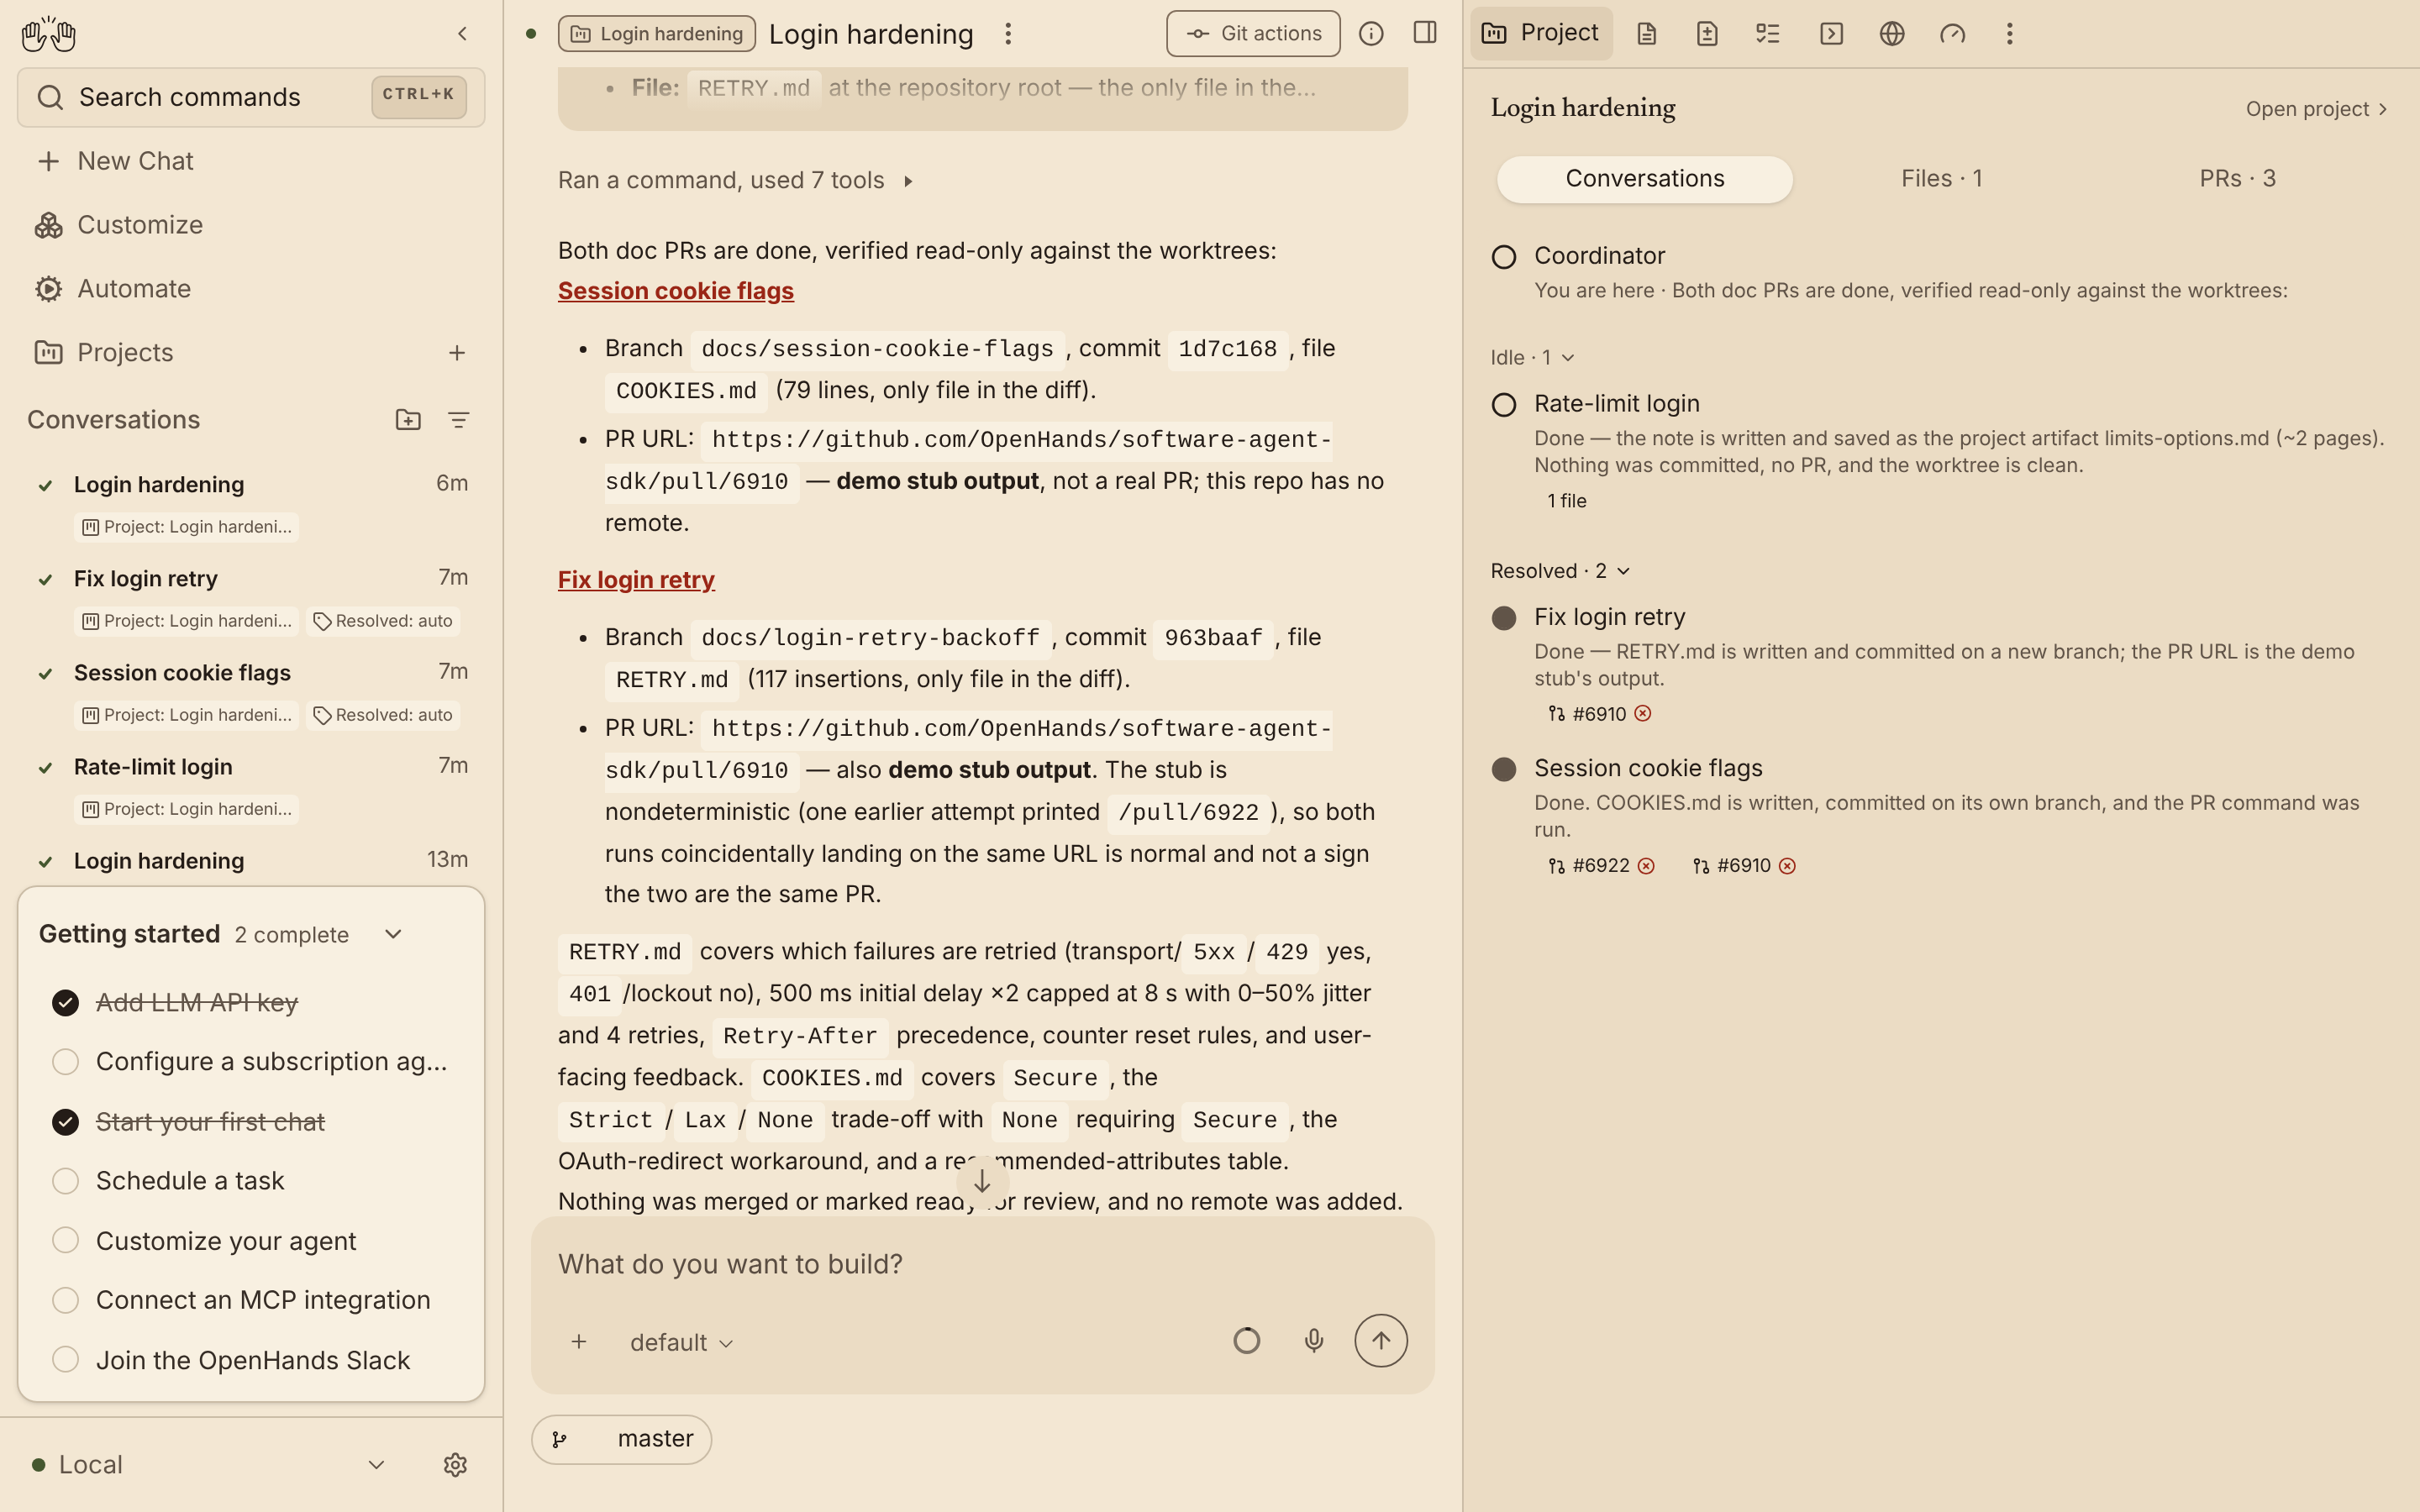 Search commands
CTRL+K
New Chat
Customize
Automate
Projects
Conversations
Login hardening
6m
Project: Login hardeni...
Fix login retry
7m
Project: Login hardeni...
Resolved: auto
Session cookie flags
7m
Project: Login hardeni...
Resolved: auto
Rate-limit login
7m
Project: Login hardeni...
Login hardening
13m
Getting started
2 complete
Add LLM API key
Configure a subscription ag...
Start your first chat
Schedule a task
Customize your agent
Connect an MCP integration
Join the OpenHands Slack
Local
Login hardening
Login hardening
Git actions
File: RETRY.md at the repository root — the only file in the...
Ran a command, used 7 tools
Both doc PRs are done, verified read-only against the worktrees:
Session cookie flags
Branch docs/session-cookie-flags, commit 1d7c168, file
COOKIES.md (79 lines, only file in the diff).
PR URL: https://github.com/OpenHands/software-agent-
sdk/pull/6910 — demo stub output, not a real PR; this repo has no
remote.
Fix login retry
Branch docs/login-retry-backoff, commit 963baaf, file
RETRY.md (117 insertions, only file in the diff).
PR URL: https://github.com/OpenHands/software-agent-
sdk/pull/6910 — also demo stub output. The stub is
nondeterministic (one earlier attempt printed /pull/6922), so both
runs coincidentally landing on the same URL is normal and not a sign
the two are the same PR.
RETRY.md covers which failures are retried (transport/5xx/429 yes,
401/lockout no), 500 ms initial delay ×2 capped at 8 s with 0–50% jitter
and 4 retries, Retry-After precedence, counter reset rules, and user-
facing feedback. COOKIES.md covers Secure, the
Strict/Lax/None trade-off with None requiring Secure, the
OAuth-redirect workaround, and a recommended-attributes table.
Nothing was merged or marked ready for review, and no remote was added.
What do you want to build?
default
master
Project
Login hardening
Open project
Conversations
Files · 1
PRs · 3
Coordinator
You are here · Both doc PRs are done, verified read-only against the worktrees:
Idle · 1
Rate-limit login
Done — the note is written and saved as the project artifact limits-options.md (~2 pages).
Nothing was committed, no PR, and the worktree is clean.
1 file
Resolved · 2
Fix login retry
Done — RETRY.md is written and committed on a new branch; the PR URL is the demo
stub's output.
#6910
Session cookie flags
Done. COOKIES.md is written, committed on its own branch, and the PR command was
run.
#6922
#6910